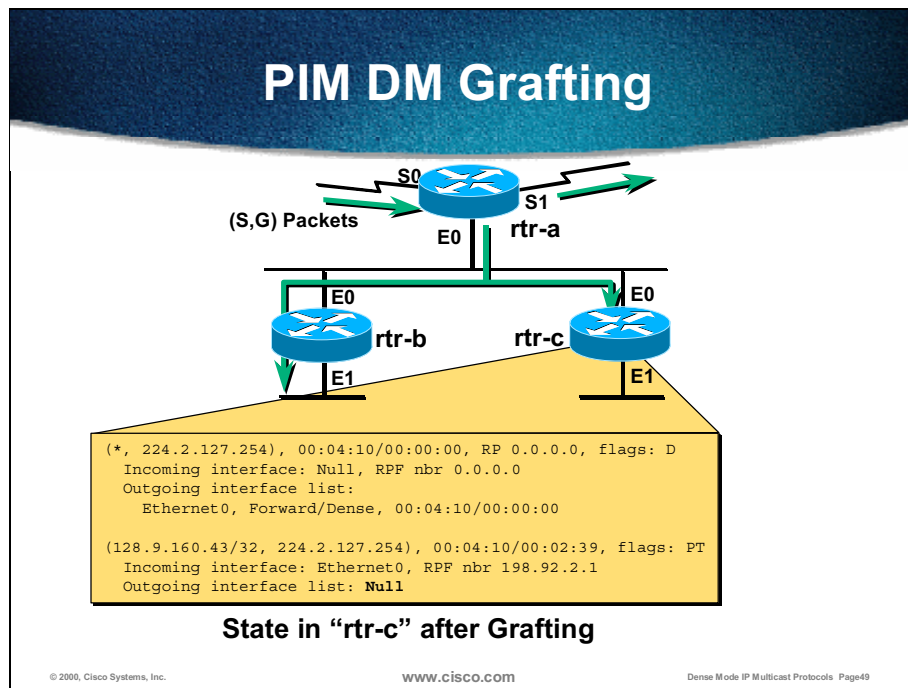 PIM DM Grafting
S0
S1
(S,G) Packets
E0
rtr-a
E0
E0
rtr-b
rtr-c
E1
E1
(*, 224.2.127.254), 00:04:10/00:00:00, RP 0.0.0.0, flags: D
Incoming interface: Null, RPF nbr 0.0.0.0
Outgoing interface list:
Ethernet0, Forward/Dense, 00:04:10/00:00:00
(128.9.160.43/32, 224.2.127.254), 00:04:10/00:02:39, flags: PT
Incoming interface: Ethernet0, RPF nbr 198.92.2.1
Outgoing interface list: Null
State in “rtr-c” after Grafting
© 2000, Cisco Systems, Inc.
www.cisco.com
Dense Mode IP Multicast Protocols Page49